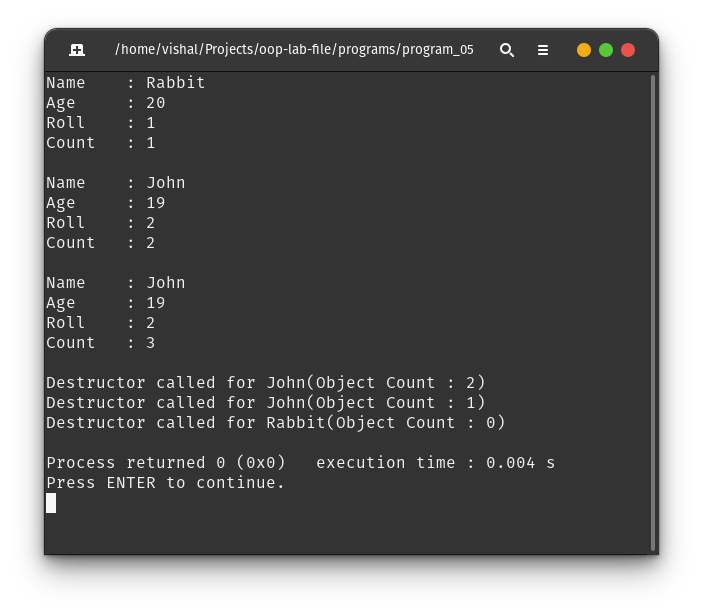 /home/vishal/Projects/oop-lab-file/programs/program_05
Name    : Rabbit
Age     : 20
Roll    : 1
Count   : 1

Name    : John
Age     : 19
Roll    : 2
Count   : 2

Name    : John
Age     : 19
Roll    : 2
Count   : 3

Destructor called for John(Object Count : 2)
Destructor called for John(Object Count : 1)
Destructor called for Rabbit(Object Count : 0)

Process returned 0 (0x0)   execution time : 0.004 s
Press ENTER to continue.